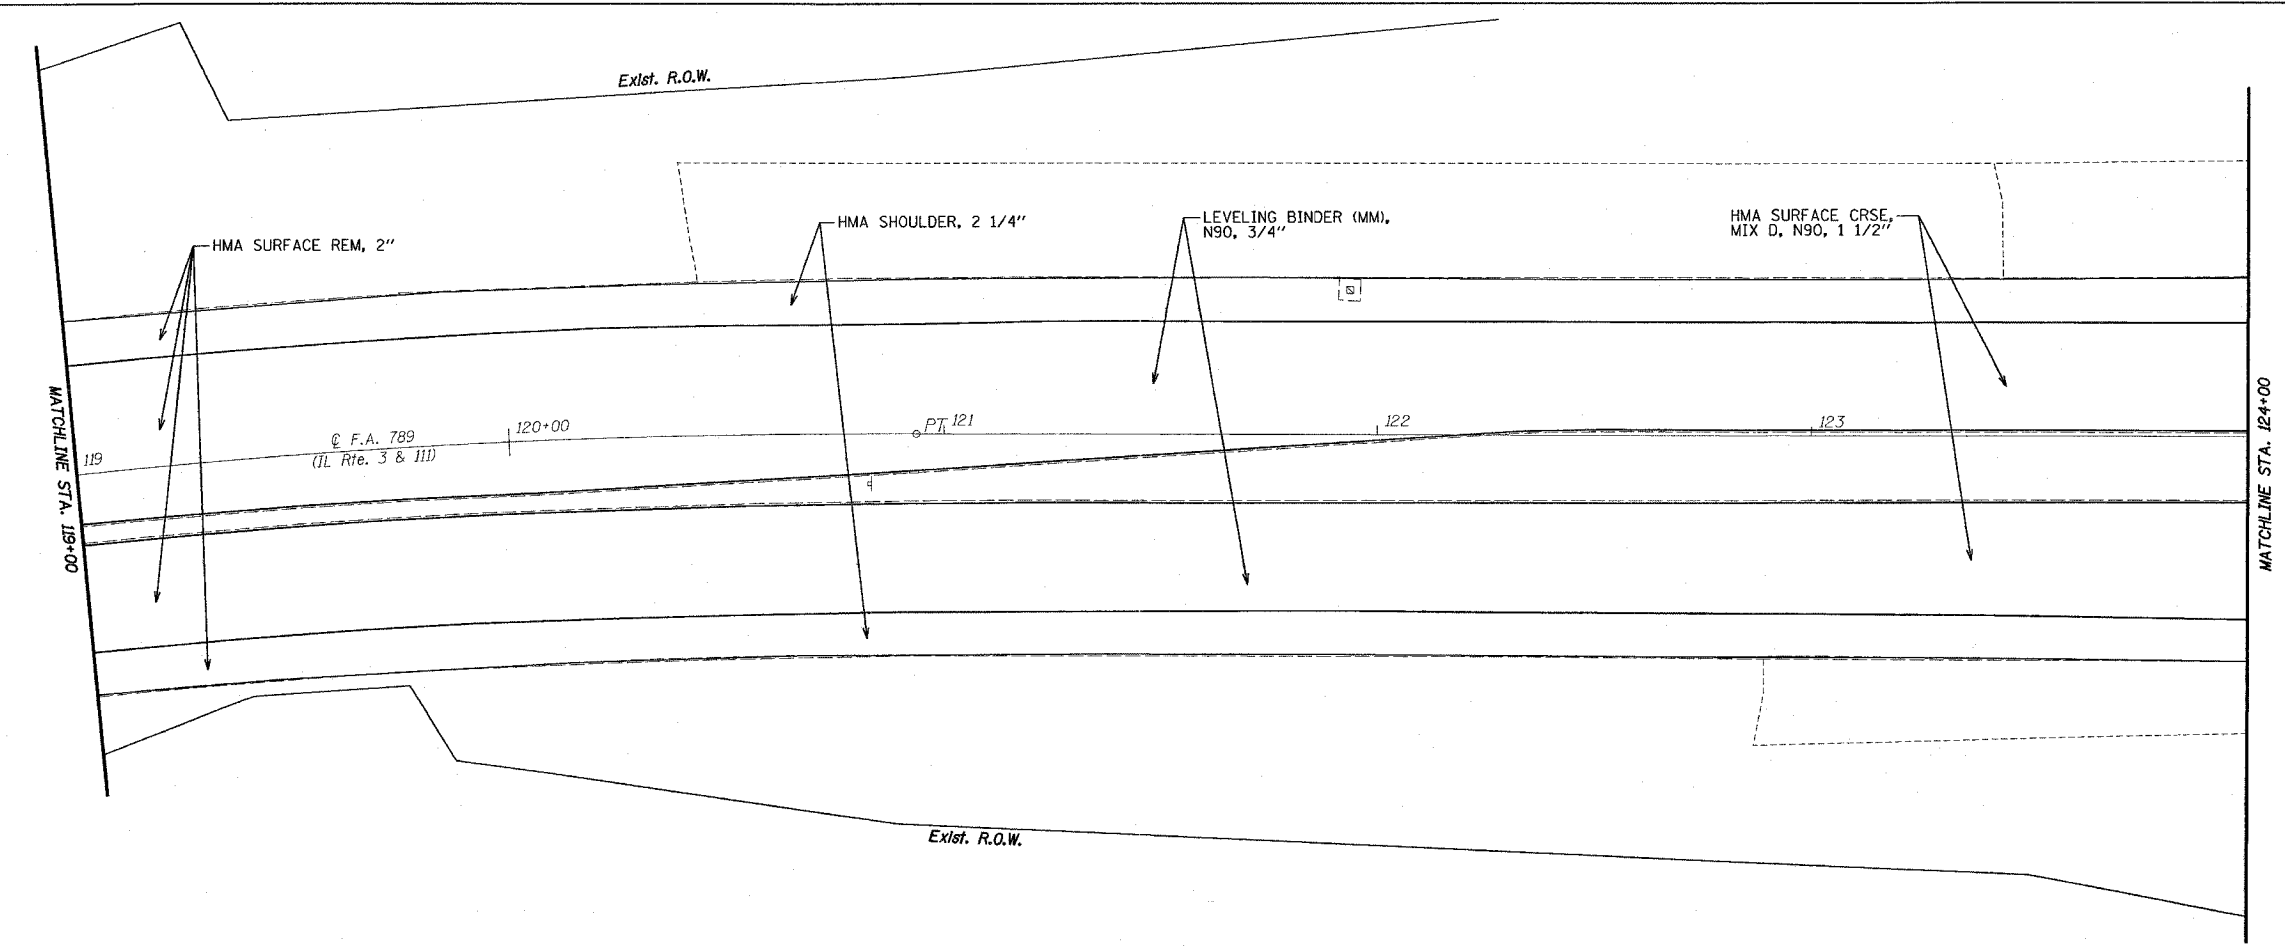 Exist. R.O.W.
HMA SURFACE REM, 2"
HMA SHOULDER, 2 1/4"
LEVELING BINDER (MM),
N90, 3/4"
HMA SURFACE CRSE,
MIX D, N90, 1 1/2"
MATCHLINE STA. 119+00
119
℄ F.A. 789
(IL Rte. 3 & 111)
120+00
PT
121
122
123
MATCHLINE STA. 124+00
Exist. R.O.W.